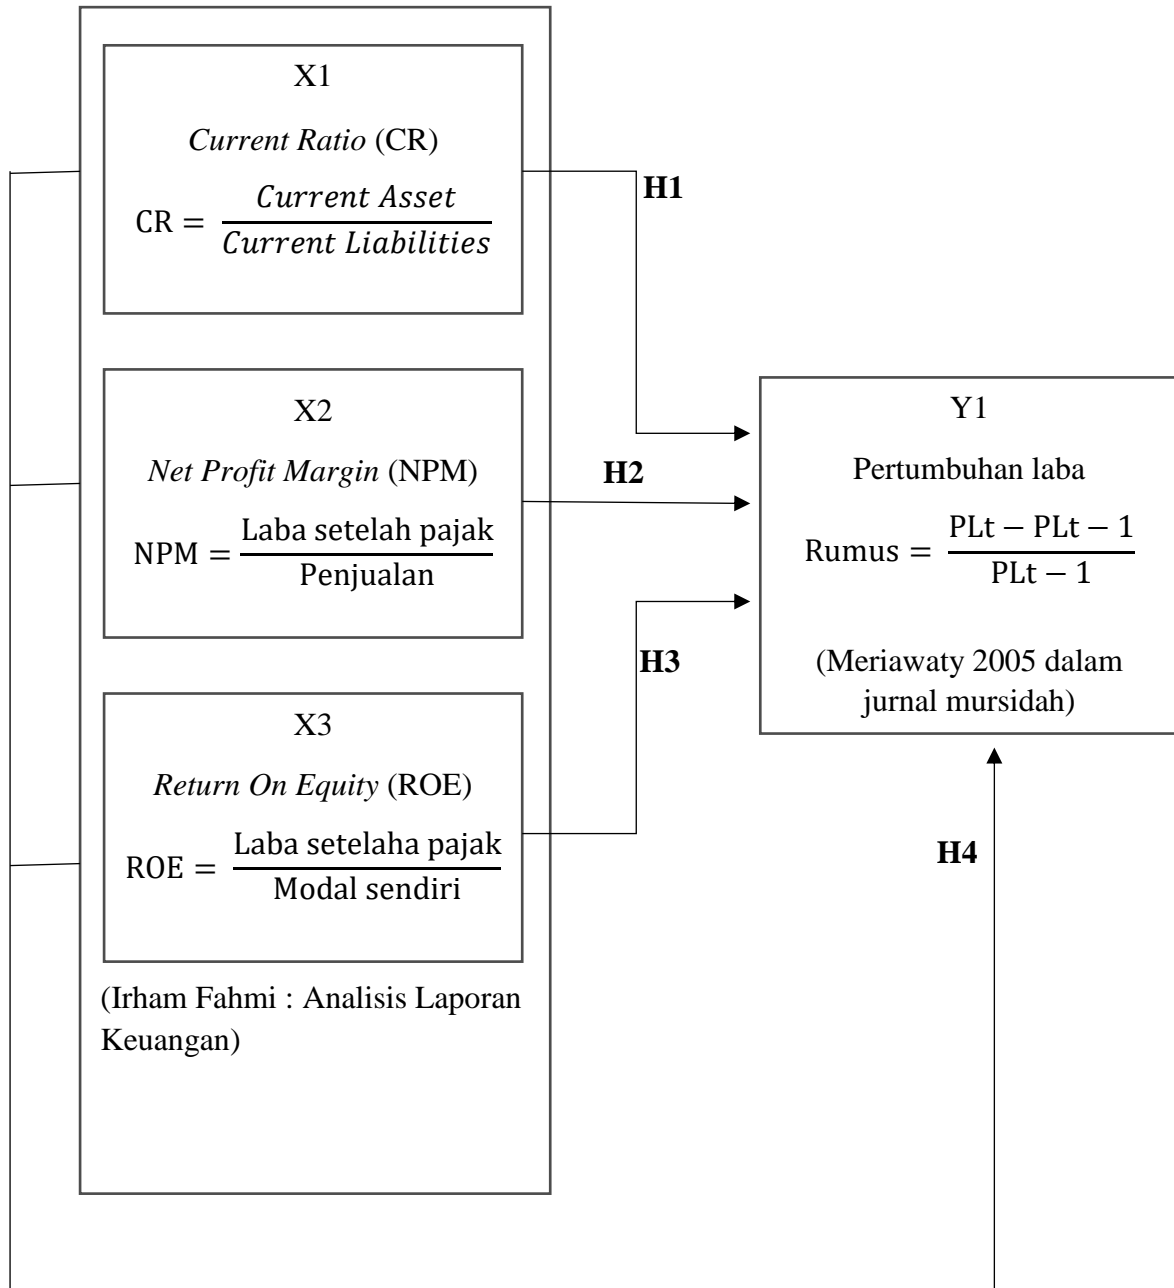 X1
Current Ratio (CR)
CR = Current Asset / Current Liabilities
H1
X2
Net Profit Margin (NPM)
NPM = Laba setelah pajak / Penjualan
H2
X3
Return On Equity (ROE)
ROE = Laba setelaha pajak / Modal sendiri
H3
(Irham Fahmi : Analisis Laporan
Keuangan)
Y1
Pertumbuhan laba
Rumus = PLt − PLt − 1 / PLt − 1
(Meriawaty 2005 dalam
jurnal mursidah)
H4